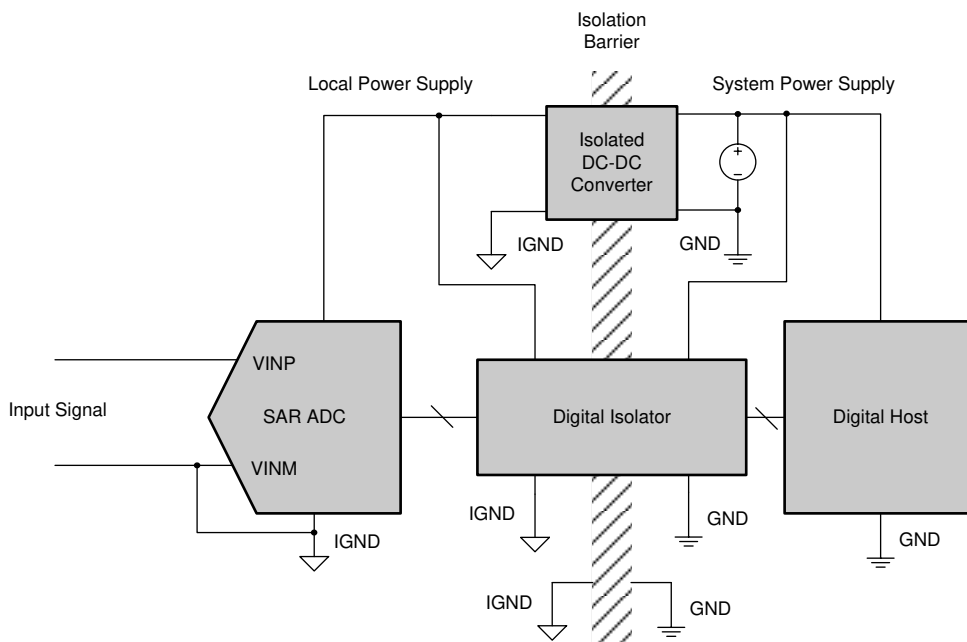 Isolation
Barrier
Local Power Supply
System Power Supply
Isolated
DC-DC
Converter
+
−
IGND
GND
VINP
Input Signal
SAR ADC
Digital Isolator
Digital Host
VINM
IGND
IGND
GND
GND
IGND
GND